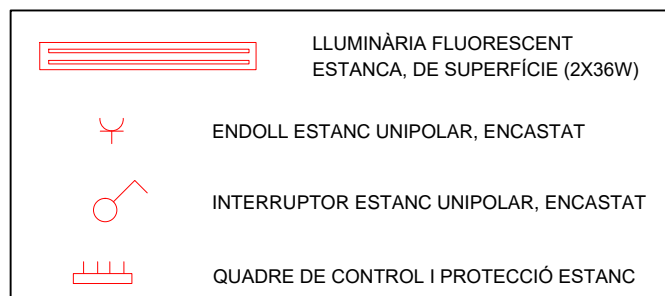 LLUMINÀRIA FLUORESCENT
ESTANCA, DE SUPERFÍCIE (2X36W)
ENDOLL ESTANC UNIPOLAR, ENCASTAT
INTERRUPTOR ESTANC UNIPOLAR, ENCASTAT
QUADRE DE CONTROL I PROTECCIÓ ESTANC